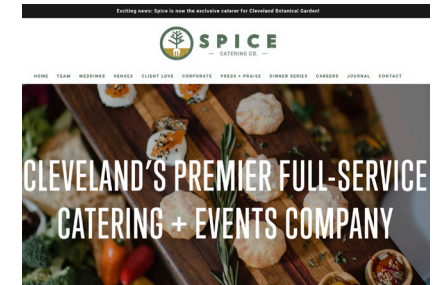 Exciting news: Spice is now the exclusive caterer for Cleveland Botanical Garden!
SPICE
— CATERING CO. —
HOME TEAM WEDDINGS VENUES CLIENT LOVE CORPORATE PRESS + PRAISE DINNER SERIES CAREERS JOURNAL CONTACT
CLEVELAND'S PREMIER FULL-SERVICE
CATERING + EVENTS COMPANY